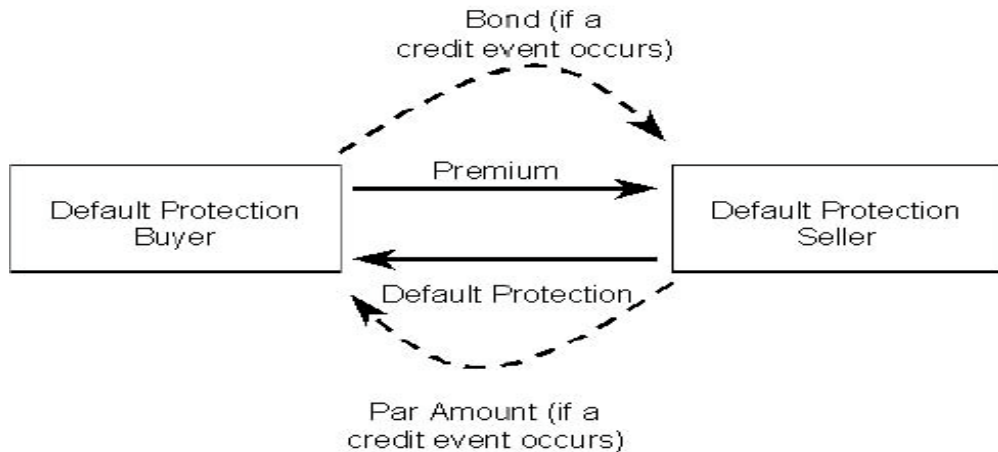 Bond (if a
credit event occurs)
Premium
Default Protection
Buyer
Default Protection
Seller
Default Protection
Par Amount (if a
credit event occurs)